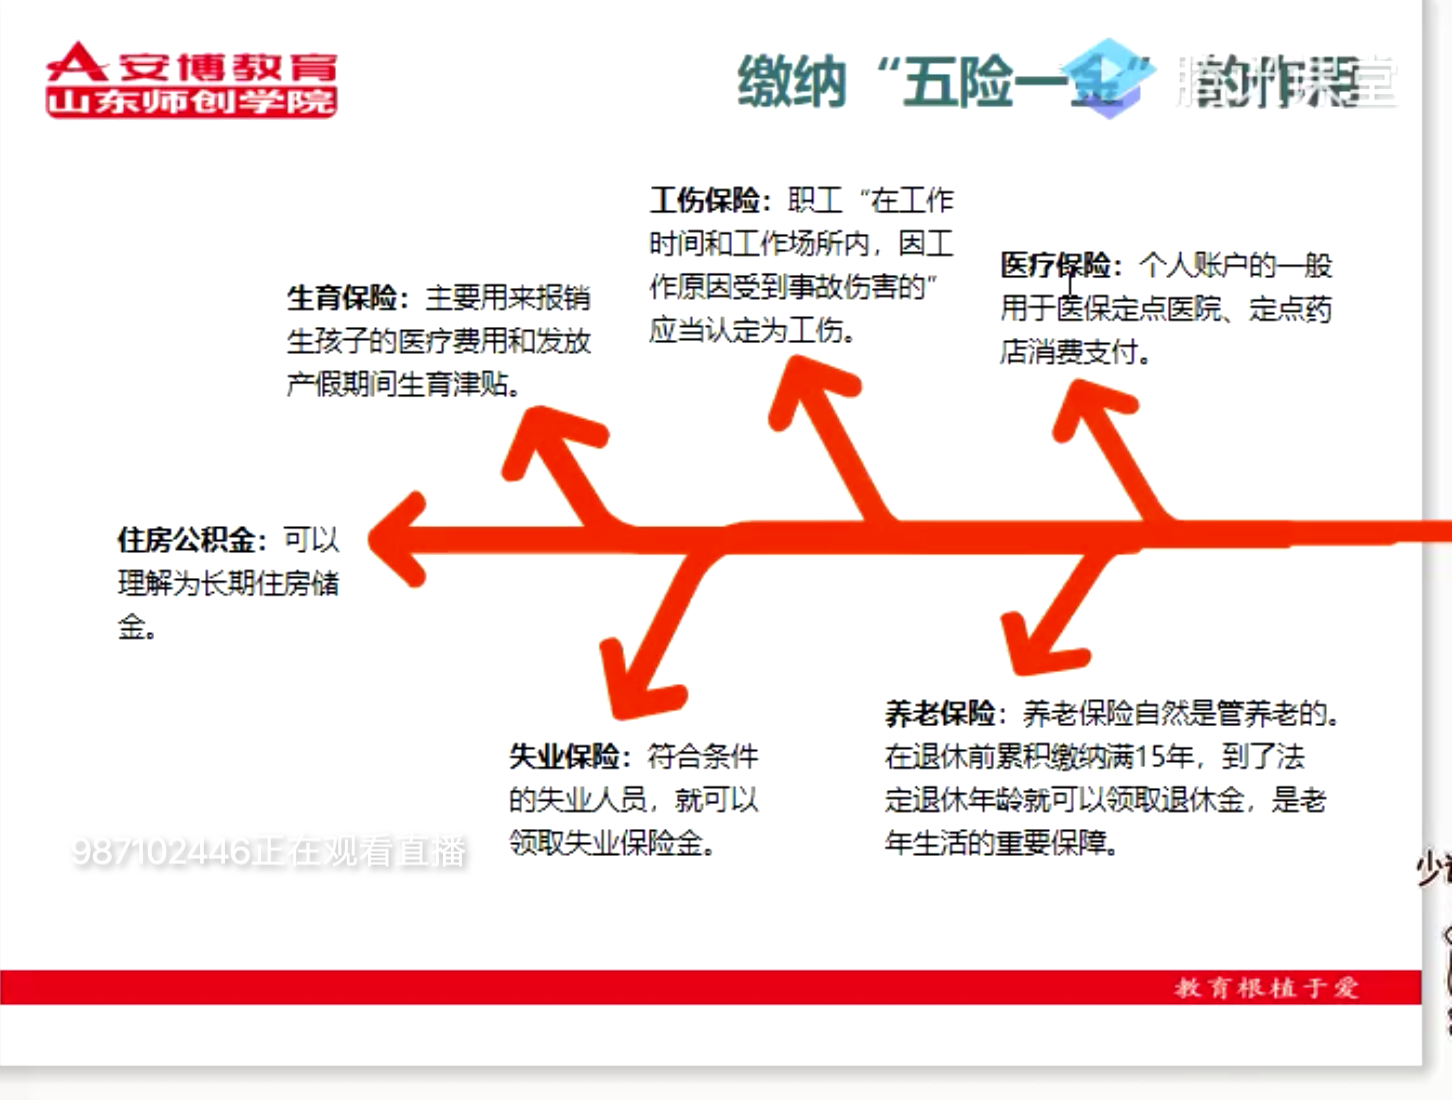 安博教育
山东师创学院
缴纳“五险一金”的作用
腾讯课堂
工伤保险：职工“在工作
时间和工作场所内，因工
作原因受到事故伤害的”
应当认定为工伤。
医疗保险：个人账户的一般
用于医保定点医院、定点药
店消费支付。
生育保险：主要用来报销
生孩子的医疗费用和发放
产假期间生育津贴。
住房公积金：可以
理解为长期住房储
金。
失业保险：符合条件
的失业人员，就可以
领取失业保险金。
养老保险：养老保险自然是管养老的。
在退休前累积缴纳满15年，到了法
定退休年龄就可以领取退休金，是老
年生活的重要保障。
987102446正在观看直播
少
教育根植于爱